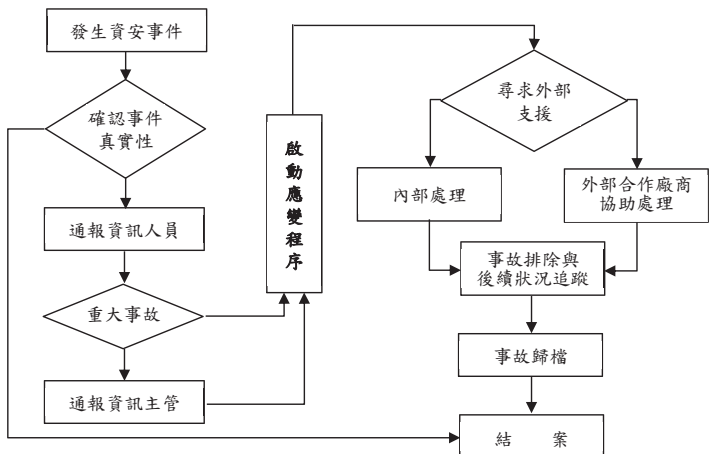 發生資安事件
確認事件
真實性
通報資訊人員
重大事故
通報資訊主管
啟動應變程序
尋求外部
支援
內部處理
外部合作廠商
協助處理
事故排除與
後續狀況追蹤
事故歸檔
結 案